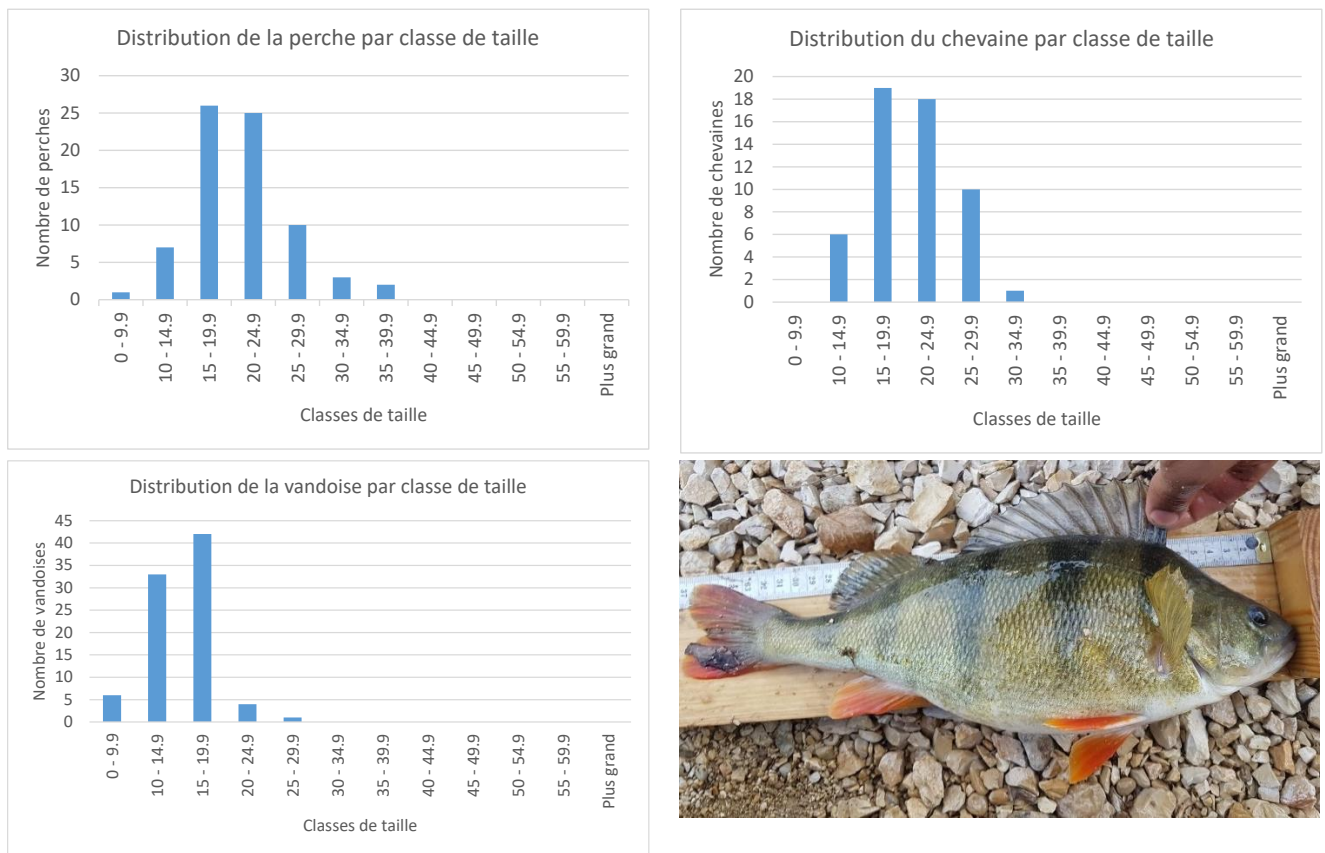 Distribution de la perche par classe de taille
30
25
20
15
10
5
0
Nombre de perches
0 - 9.9
10 - 14.9
15 - 19.9
20 - 24.9
25 - 29.9
30 - 34.9
35 - 39.9
40 - 44.9
45 - 49.9
50 - 54.9
55 - 59.9
Plus grand
Classes de taille
Distribution du chevaine par classe de taille
20
18
16
14
12
10
8
6
4
2
0
Nombre de chevaines
0 - 9.9
10 - 14.9
15 - 19.9
20 - 24.9
25 - 29.9
30 - 34.9
35 - 39.9
40 - 44.9
45 - 49.9
50 - 54.9
55 - 59.9
Plus grand
Classes de taille
Distribution de la vandoise par classe de taille
45
40
35
30
25
20
15
10
5
0
Nombre de vandoises
0 - 9.9
10 - 14.9
15 - 19.9
20 - 24.9
25 - 29.9
30 - 34.9
35 - 39.9
40 - 44.9
45 - 49.9
50 - 54.9
55 - 59.9
Plus grand
Classes de taille